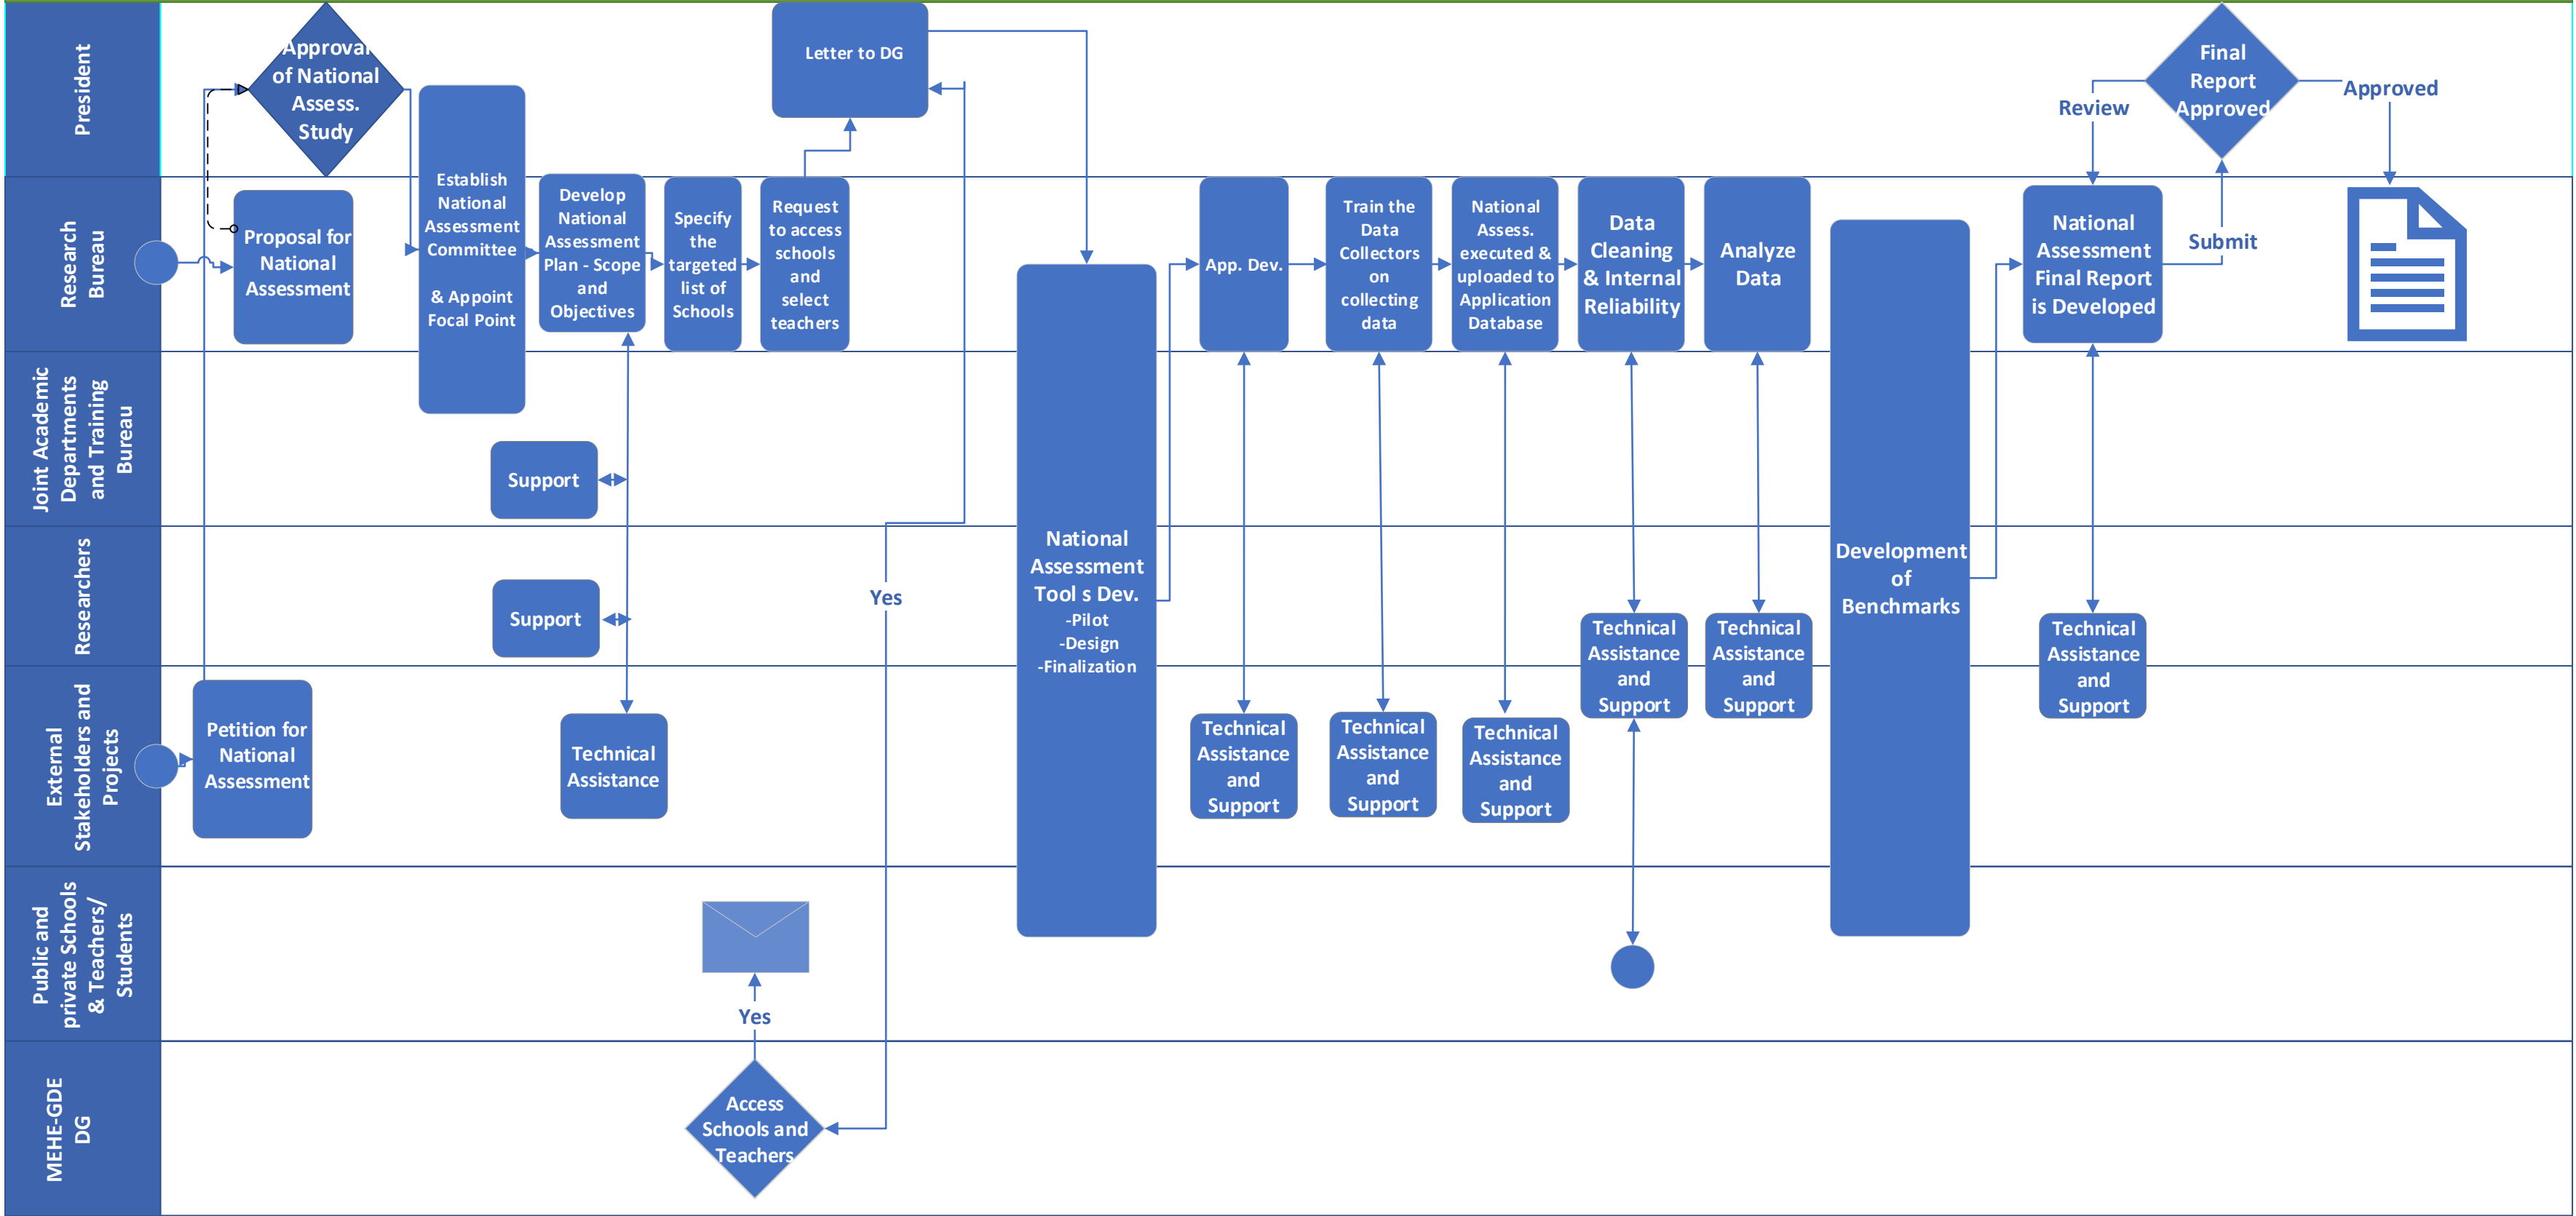 President
Research
Bureau
Joint Academic
Departments
and Training
Bureau
Researchers
External
Stakeholders and
Projects
Public and
private Schools
& Teachers/
Students
MEHE-GDE
DG
Approval
of National
Assess.
Study
Proposal for
National
Assessment
Petition for
National
Assessment
Establish
National
Assessment
Committee
& Appoint
Focal Point
Develop
National
Assessment
Plan - Scope
and
Objectives
Support
Support
Technical
Assistance
Specify
the
targeted
list of
Schools
Request
to access
schools
and
select
teachers
Letter to DG
Yes
Yes
Access
Schools and
Teachers
National
Assessment
Tool s Dev.
-Pilot
-Design
-Finalization
App. Dev.
Technical
Assistance
and
Support
Train the
Data
Collectors
on
collecting
data
Technical
Assistance
and
Support
National
Assess.
executed &
uploaded to
Application
Database
Technical
Assistance
and
Support
Data
Cleaning
& Internal
Reliability
Technical
Assistance
and
Support
Analyze
Data
Technical
Assistance
and
Support
Development
of
Benchmarks
National
Assessment
Final Report
is Developed
Technical
Assistance
and
Support
Review
Submit
Final
Report
Approved
Approved